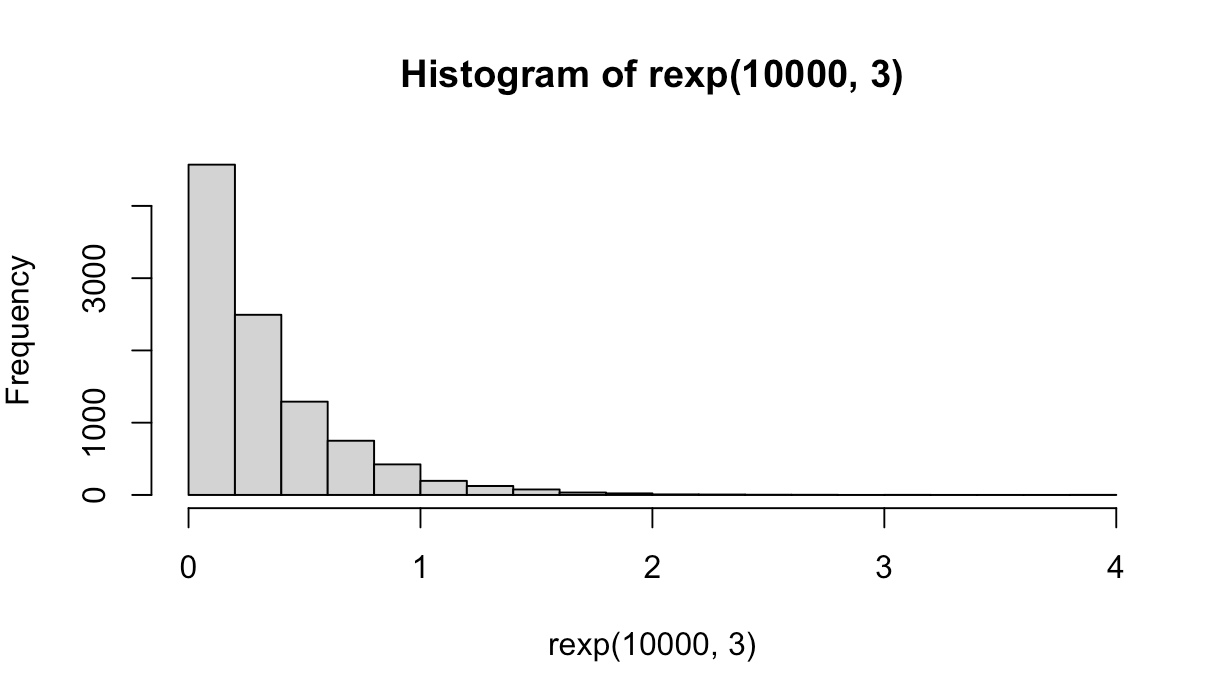 Histogram of rexp(10000, 3)
Frequency
3000
1000
0
0 1 2 3 4
rexp(10000, 3)